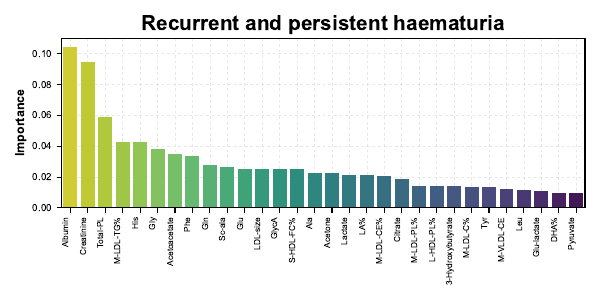 Recurrent and persistent haematuria
Importance
0.10
0.08
0.06
0.04
0.02
0.00
Albumin
Creatinine
Total-PL
M-LDL-TG%
His
Gly
Acetoacetate
Phe
Gln
Sc-ala
Glu
LDL-size
GlycA
S-HDL-FC%
Ala
Acetone
Lactate
LA%
M-LDL-CE%
Citrate
M-LDL-PL%
L-HDL-PL%
3-Hydroxybutyrate
M-LDL-C%
Tyr
M-VLDL-CE
Leu
Glu-lactate
DHA%
Pyruvate